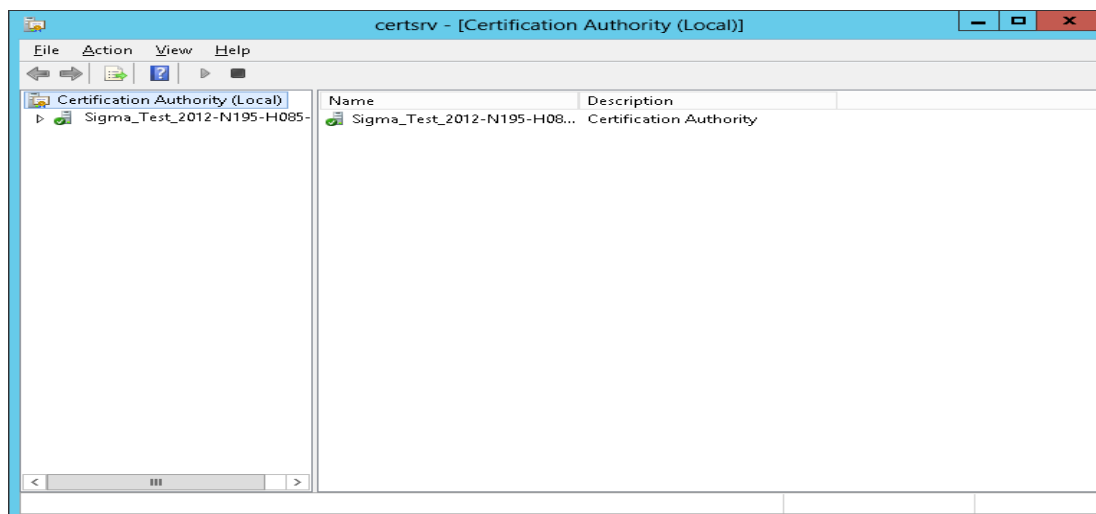 certsrv - [Certification Authority (Local)]
File Action View Help
Certification Authority (Local)
Sigma_Test_2012-N195-H085-
Name Description
Sigma_Test_2012-N195-H08... Certification Authority